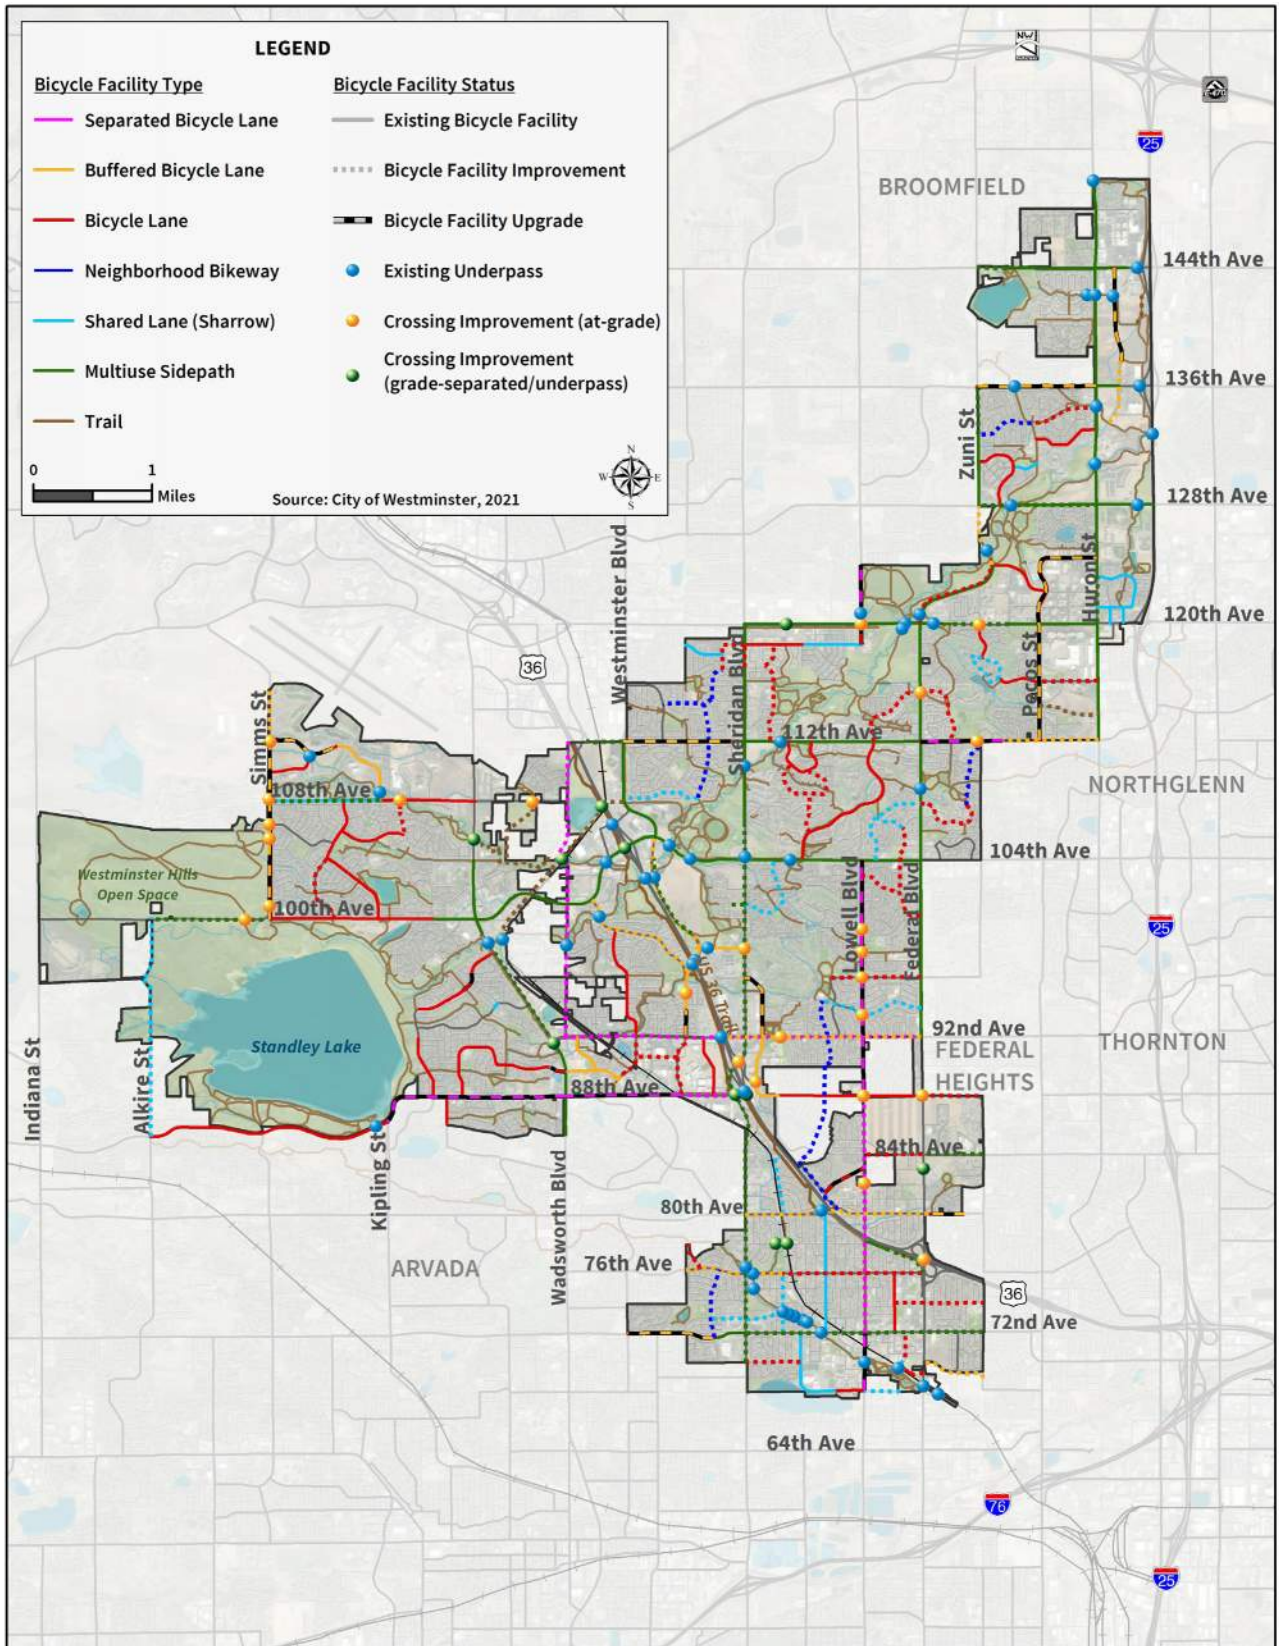 LEGEND
Bicycle Facility Type
Separated Bicycle Lane
Buffered Bicycle Lane
Bicycle Lane
Neighborhood Bikeway
Shared Lane (Sharrow)
Multiuse Sidepath
Trail
Bicycle Facility Status
Existing Bicycle Facility
Bicycle Facility Improvement
Bicycle Facility Upgrade
Existing Underpass
Crossing Improvement (at-grade)
Crossing Improvement
(grade-separated/underpass)
0 1
Miles
Source: City of Westminster, 2021
N
W E
S
NW
25
BROOMFIELD
144th Ave
136th Ave
Zuni St
128th Ave
Huron St
120th Ave
Westminster Blvd
36
Sheridan Blvd
Pecos St
Simms St
112th Ave
108th Ave
NORTHGLENN
104th Ave
Westminster Hills
Open Space
100th Ave
Lowell Blvd
Federal Blvd
25
US 36 Trail
92nd Ave
THORNTON
FEDERAL
HEIGHTS
Standley Lake
Indiana St
Alkire St
88th Ave
Kipling St
84th Ave
Wadsworth Blvd
80th Ave
ARVADA
76th Ave
36
72nd Ave
64th Ave
76
25